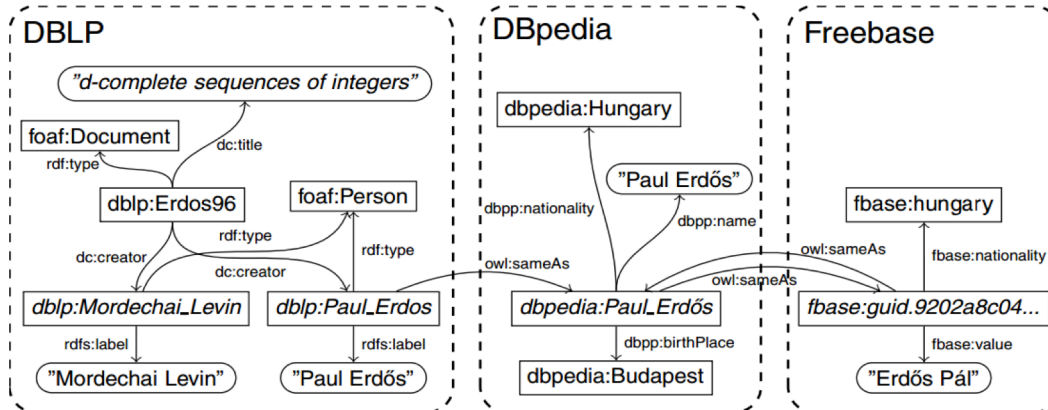 DBLP
"d-complete sequences of integers"
foaf:Document
rdf:type
dc:title
dblp:Erdos96
foaf:Person
rdf:type
rdf:type
dc:creator
dc:creator
dblp:Mordechai_Levin
dblp:Paul_Erdos
rdfs:label
rdfs:label
"Mordechai Levin"
"Paul Erdős"
owl:sameAs
DBpedia
dbpedia:Hungary
"Paul Erdős"
dbpp:nationality
dbpp:name
dbpedia:Paul_Erdős
dbpp:birthPlace
dbpedia:Budapest
owl:sameAs
owl:sameAs
Freebase
fbase:hungary
fbase:nationality
fbase:guid.9202a8c04...
fbase:value
"Erdős Pál"